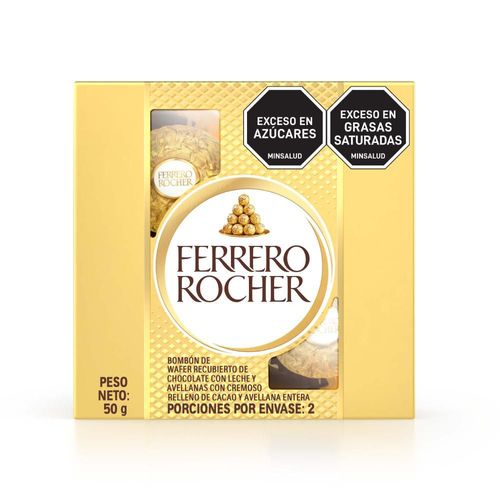 EXCESO EN
AZÚCARES
MINSALUD
EXCESO EN
GRASAS
SATURADAS
MINSALUD
FERRERO
ROCHER
FERRERO
ROCHER
BOMBÓN DE
WAFER RECUBIERTO DE
CHOCOLATE CON LECHE Y
AVELLANAS CON CREMOSO
RELLENO DE CACAO Y AVELLANA ENTERA
PESO
NETO:
50 g
PORCIONES POR ENVASE: 2